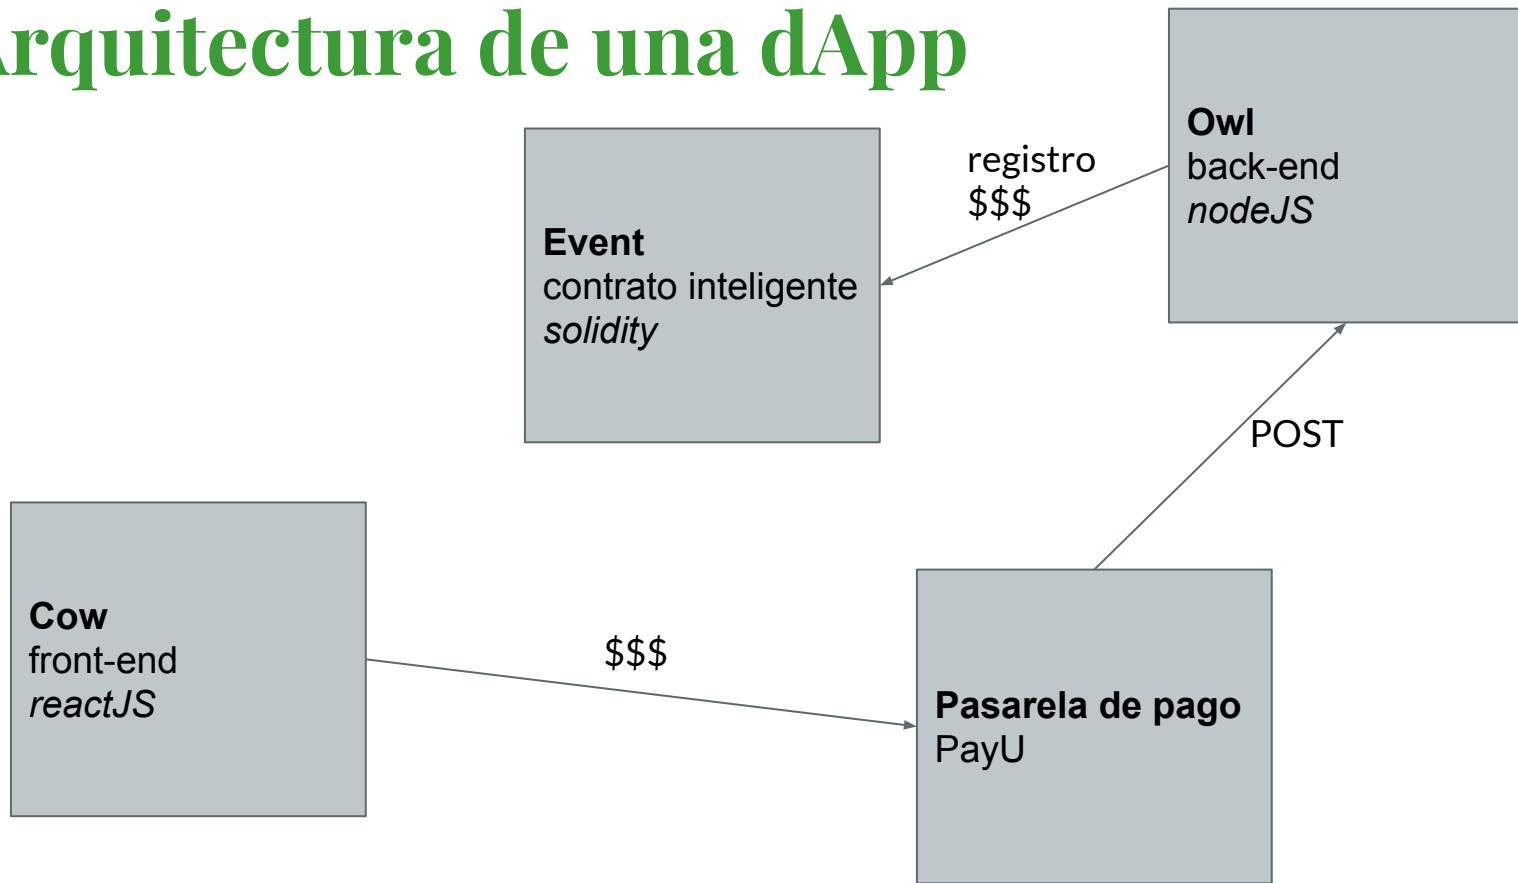 Arquitectura de una dApp
Owl
back-end
nodeJS
registro
$$$
Event
contrato inteligente
solidity
POST
Cow
front-end
reactJS
$$$
Pasarela de pago
PayU